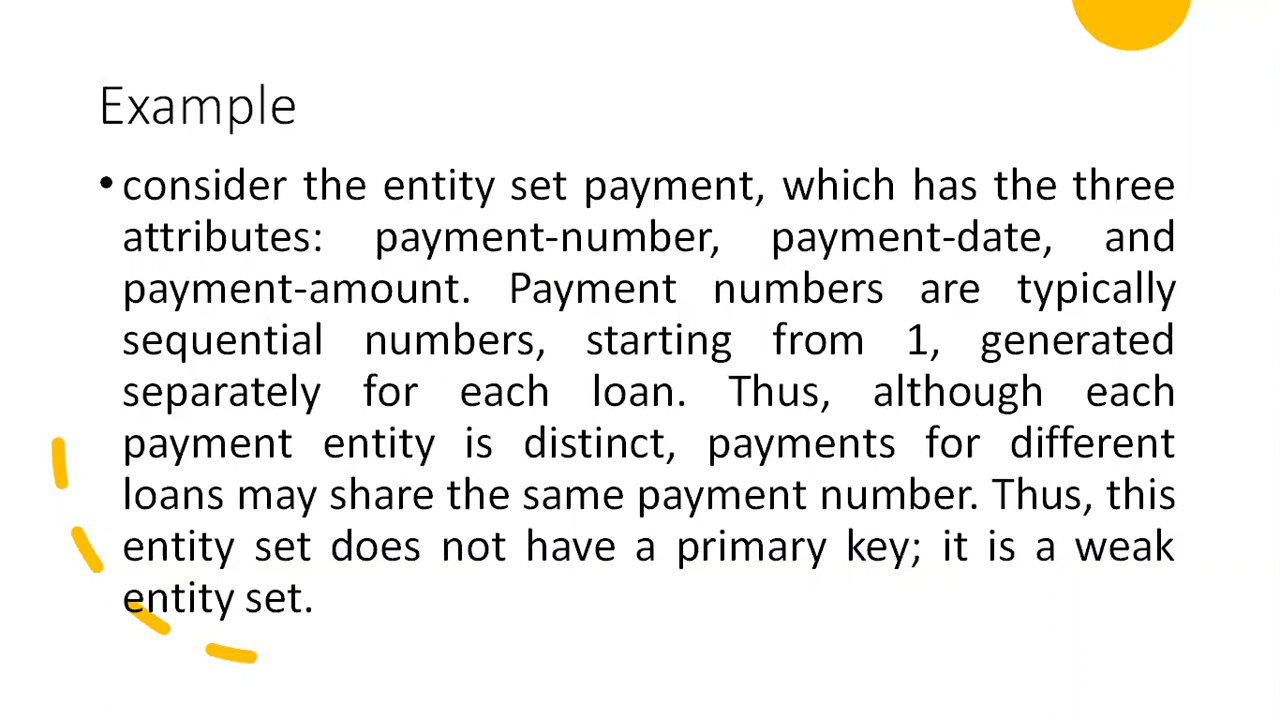 Example
•consider the entity set payment, which has the three
attributes: payment-number, payment-date, and
payment-amount. Payment numbers are typically
sequential numbers, starting from 1, generated
separately for each loan. Thus, although each
payment entity is distinct, payments for different
loans may share the same payment number. Thus, this
entity set does not have a primary key; it is a weak
entity set.